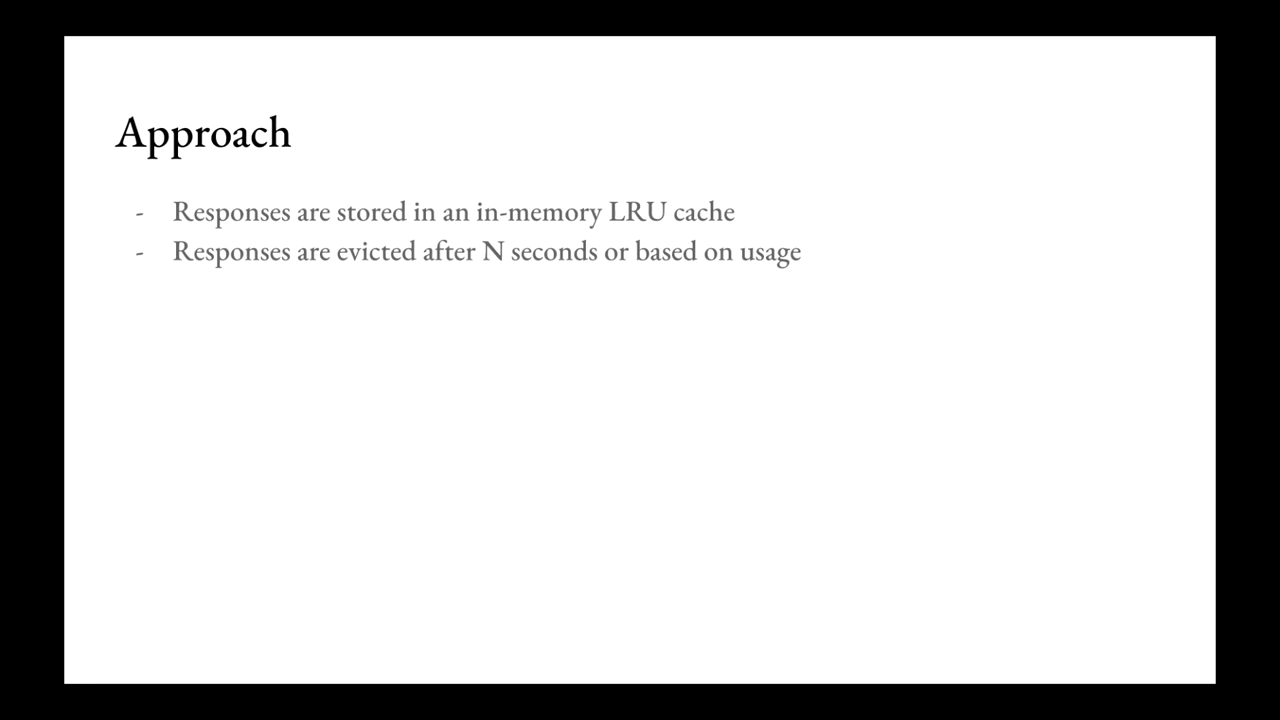 Approach
- Responses are stored in an in-memory LRU cache
- Responses are evicted after N seconds or based on usage